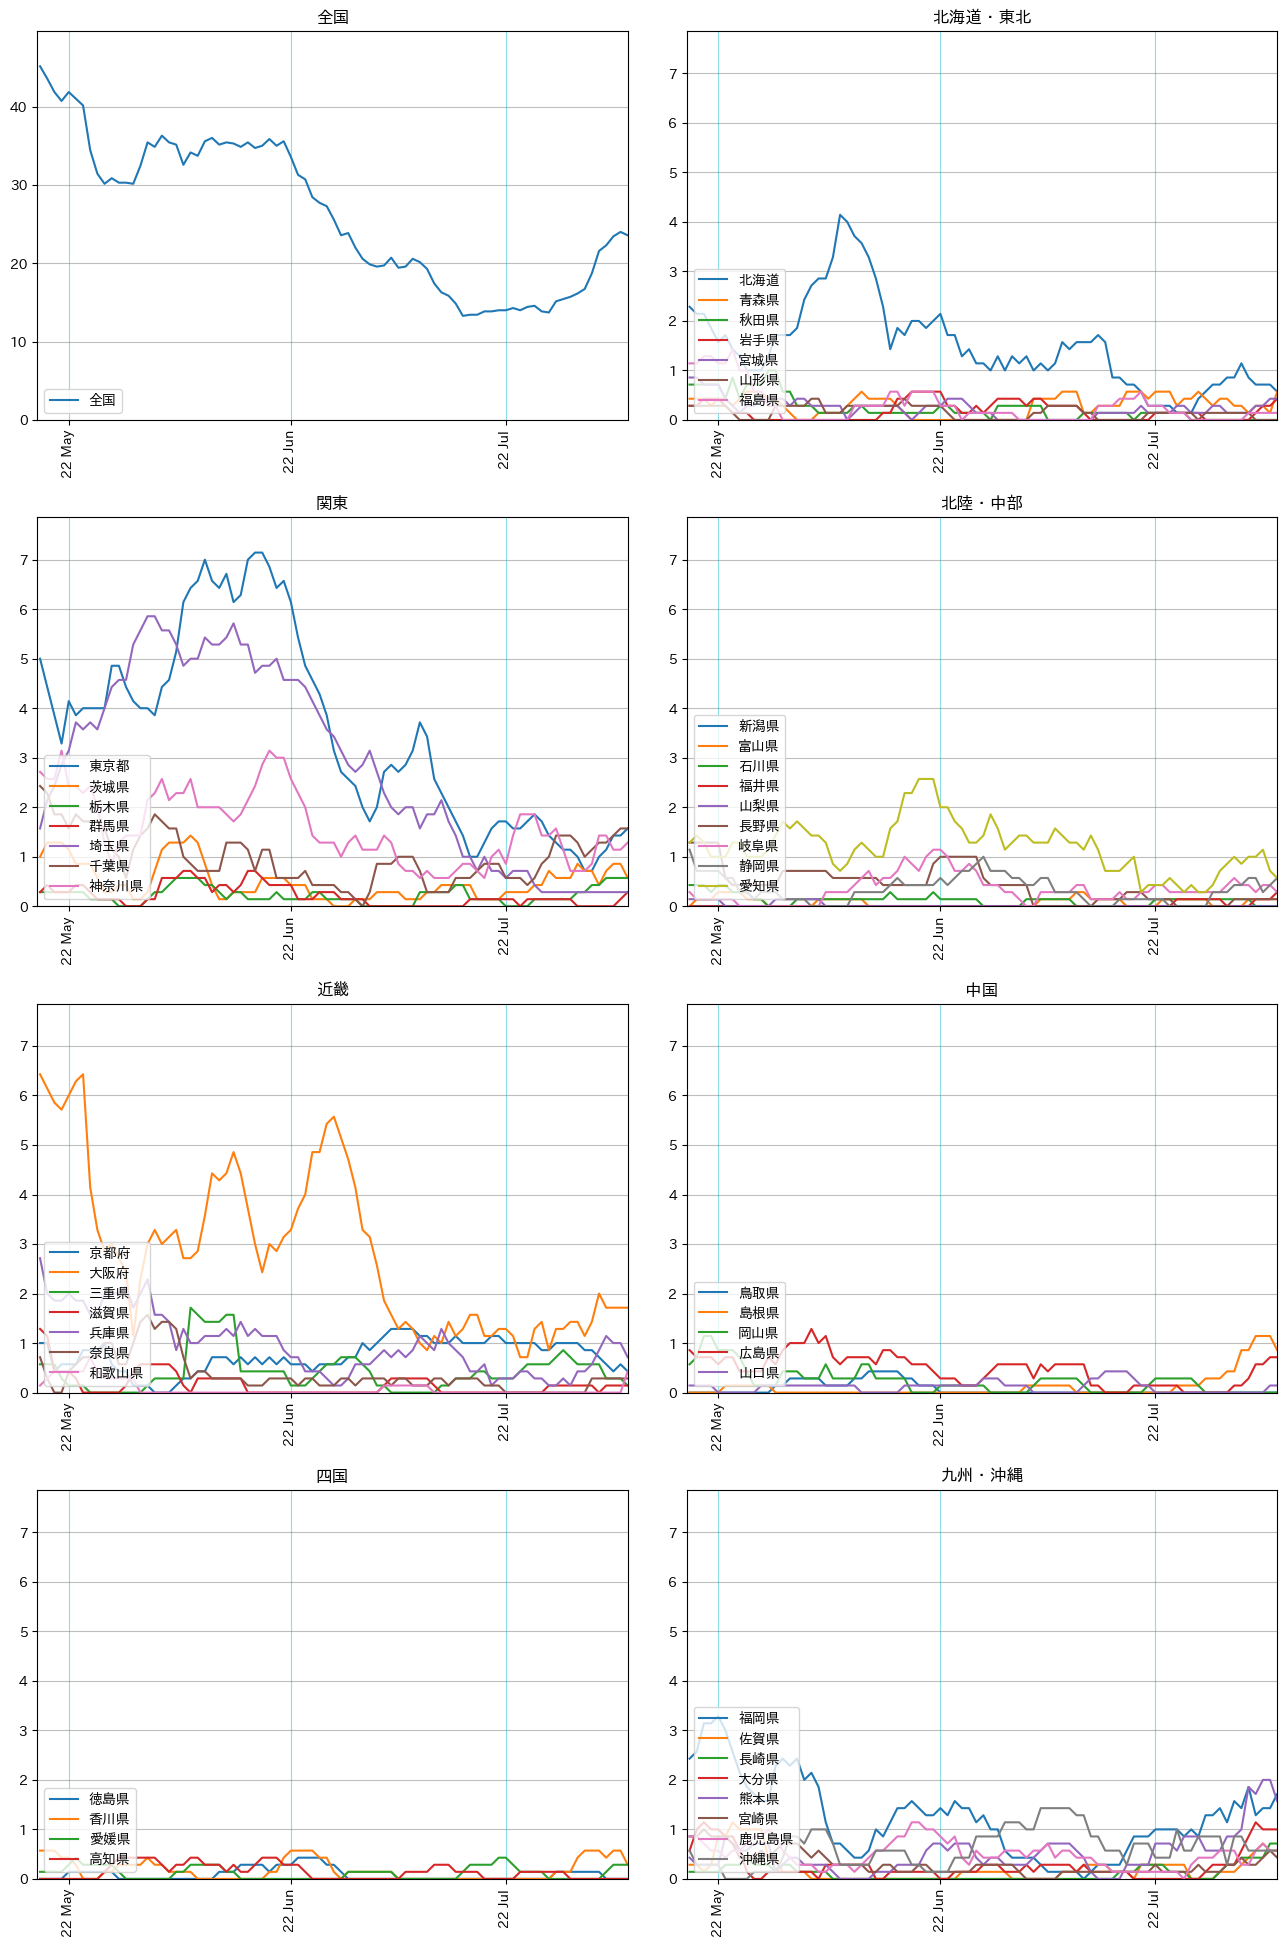 全国
40
30
20
10
0
全国
22 May
22 Jun
22 Jul
北海道・東北
7
6
5
4
3
2
1
0
北海道
青森県
秋田県
岩手県
宮城県
山形県
福島県
22 May
22 Jun
22 Jul
関東
7
6
5
4
3
2
1
0
東京都
茨城県
栃木県
群馬県
埼玉県
千葉県
神奈川県
22 May
22 Jun
22 Jul
北陸・中部
7
6
5
4
3
2
1
0
新潟県
富山県
石川県
福井県
山梨県
長野県
岐阜県
静岡県
愛知県
22 May
22 Jun
22 Jul
近畿
7
6
5
4
3
2
1
0
京都府
大阪府
三重県
滋賀県
兵庫県
奈良県
和歌山県
22 May
22 Jun
22 Jul
中国
7
6
5
4
3
2
1
0
鳥取県
島根県
岡山県
広島県
山口県
22 May
22 Jun
22 Jul
四国
7
6
5
4
3
2
1
0
徳島県
香川県
愛媛県
高知県
22 May
22 Jun
22 Jul
九州・沖縄
7
6
5
4
3
2
1
0
福岡県
佐賀県
長崎県
大分県
熊本県
宮崎県
鹿児島県
沖縄県
22 May
22 Jun
22 Jul